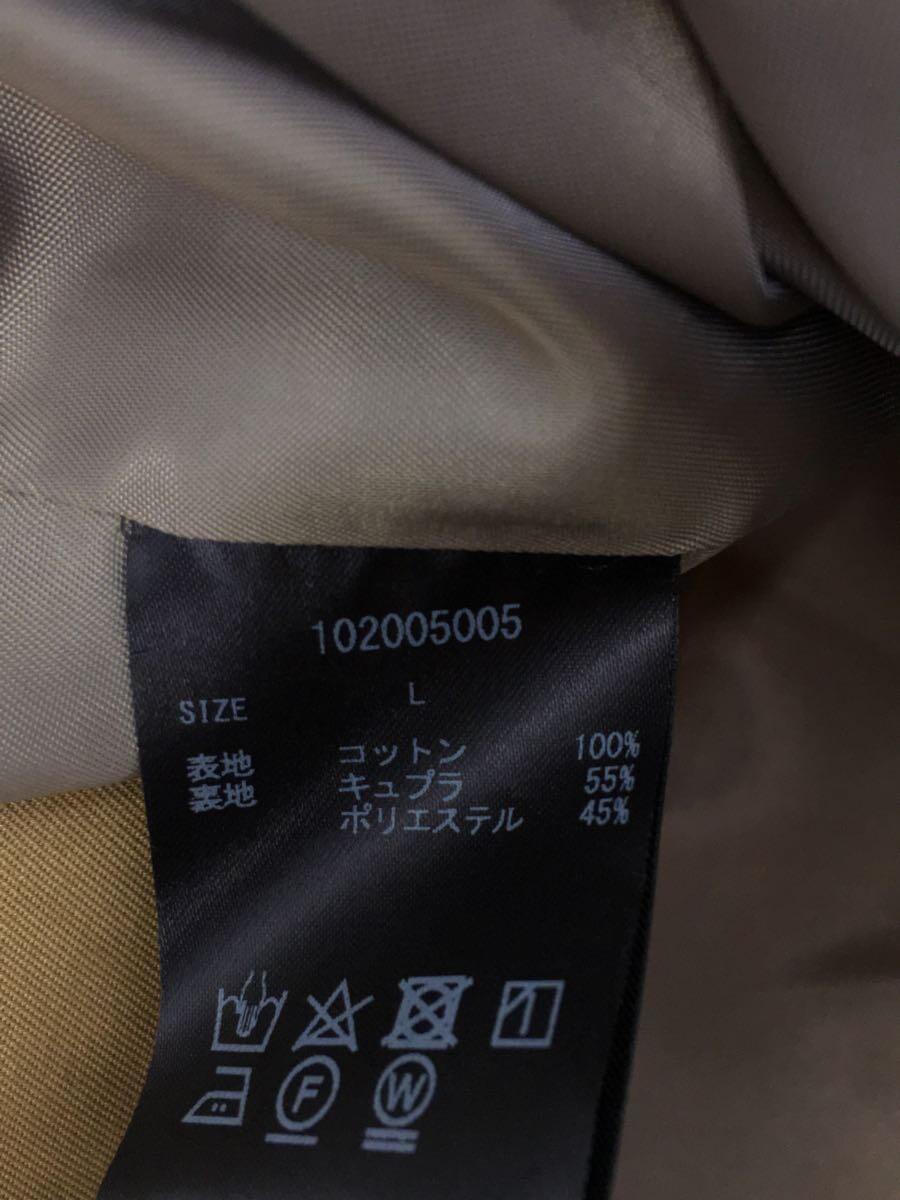 102005005
SIZE L
表地 コットン 100%
裏地 キュプラ 55%
ポリエステル 45%
F W